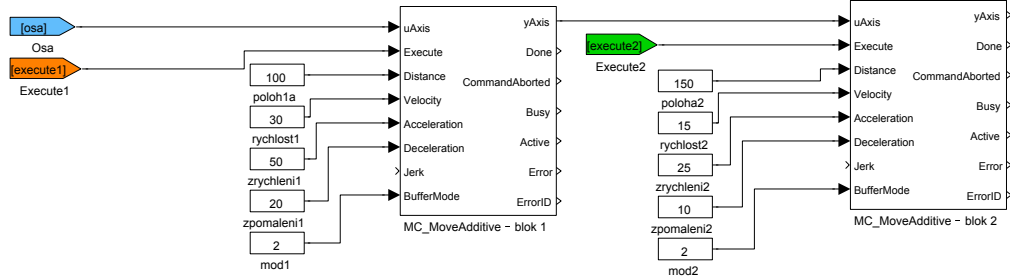 [osa]
Osa
[execute1]
Execute1
100
poloh1a
30
rychlost1
50
zrychleni1
20
zpomaleni1
2
mod1
uAxis
Execute
Distance
Velocity
Acceleration
Deceleration
Jerk
BufferMode
yAxis
Done
CommandAborted
Busy
Active
Error
ErrorID
MC_MoveAdditive - blok 1
[execute2]
Execute2
150
poloha2
15
rychlost2
25
zrychleni2
10
zpomaleni2
2
mod2
uAxis
Execute
Distance
Velocity
Acceleration
Deceleration
Jerk
BufferMode
yAxis
Done
CommandAborted
Busy
Active
Error
ErrorID
MC_MoveAdditive - blok 2